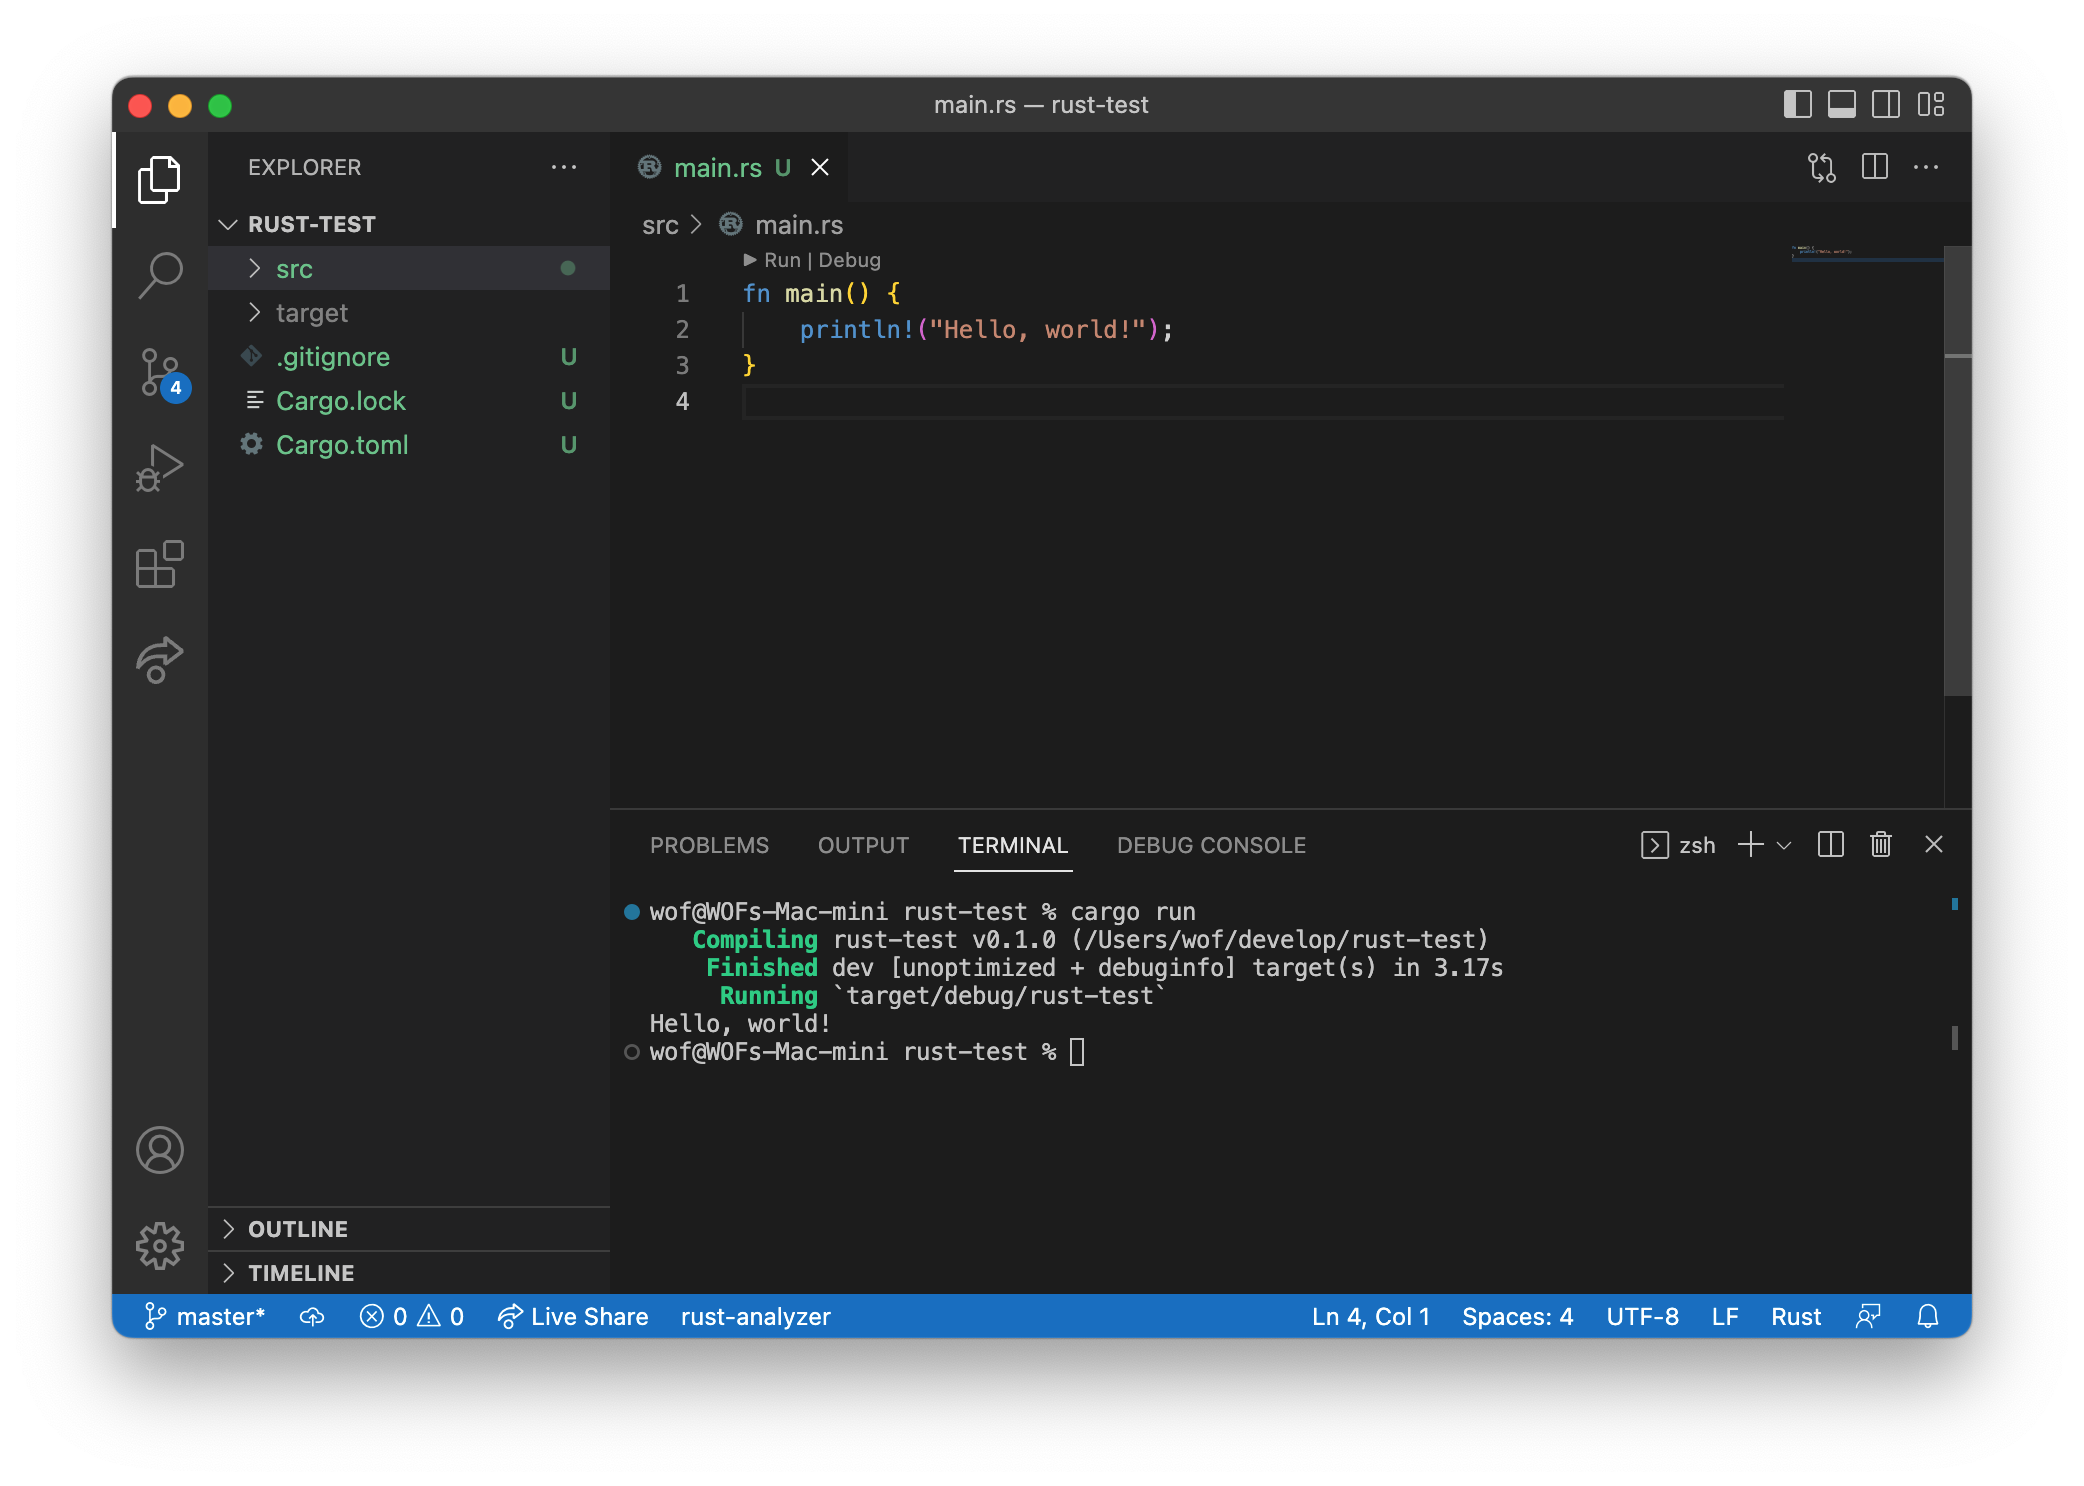 main.rs — rust-test
EXPLORER
RUST-TEST
src
target
.gitignore U
Cargo.lock U
Cargo.toml U
OUTLINE
TIMELINE
4
main.rs U
src > main.rs
Run | Debug
1 fn main() {
2     println!("Hello, world!");
3 }
4
PROBLEMS OUTPUT TERMINAL DEBUG CONSOLE zsh
wof@WOFs-Mac-mini rust-test % cargo run
Compiling rust-test v0.1.0 (/Users/wof/develop/rust-test)
Finished dev [unoptimized + debuginfo] target(s) in 3.17s
Running `target/debug/rust-test`
Hello, world!
wof@WOFs-Mac-mini rust-test %
master* 0 0 Live Share rust-analyzer Ln 4, Col 1 Spaces: 4 UTF-8 LF Rust